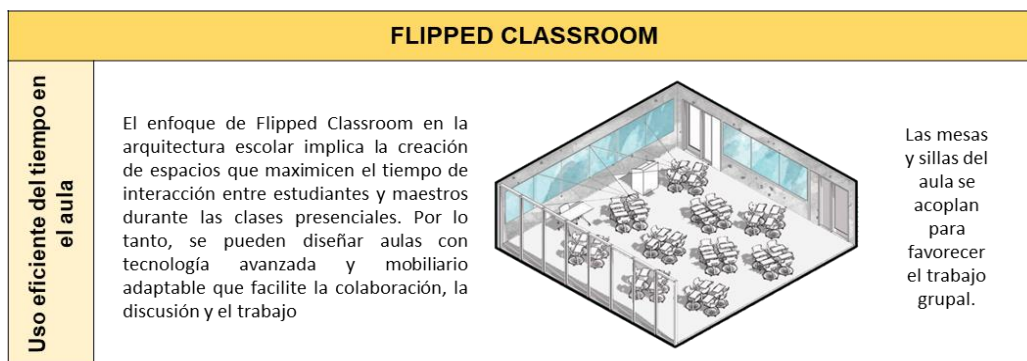 FLIPPED CLASSROOM
Uso eficiente del tiempo en
el aula
El enfoque de Flipped Classroom en la
arquitectura escolar implica la creación
de espacios que maximicen el tiempo de
interacción entre estudiantes y maestros
durante las clases presenciales. Por lo
tanto, se pueden diseñar aulas con
tecnología avanzada y mobiliario
adaptable que facilite la colaboración, la
discusión y el trabajo
Las mesas
y sillas del
aula se
acoplan
para
favorecer
el trabajo
grupal.